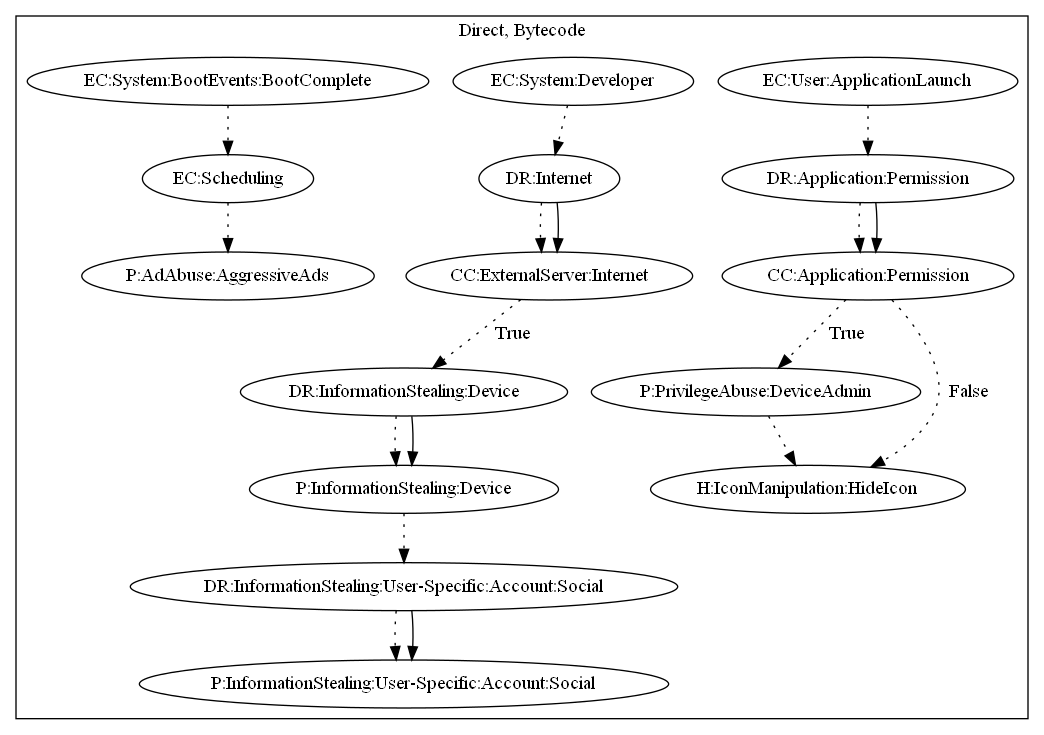 Direct, Bytecode
EC:System:BootEvents:BootComplete
EC:System:Developer
EC:User:ApplicationLaunch
EC:Scheduling
DR:Internet
DR:Application:Permission
P:AdAbuse:AggressiveAds
CC:ExternalServer:Internet
CC:Application:Permission
True
True
DR:InformationStealing:Device
P:PrivilegeAbuse:DeviceAdmin
False
P:InformationStealing:Device
H:IconManipulation:HideIcon
DR:InformationStealing:User-Specific:Account:Social
P:InformationStealing:User-Specific:Account:Social